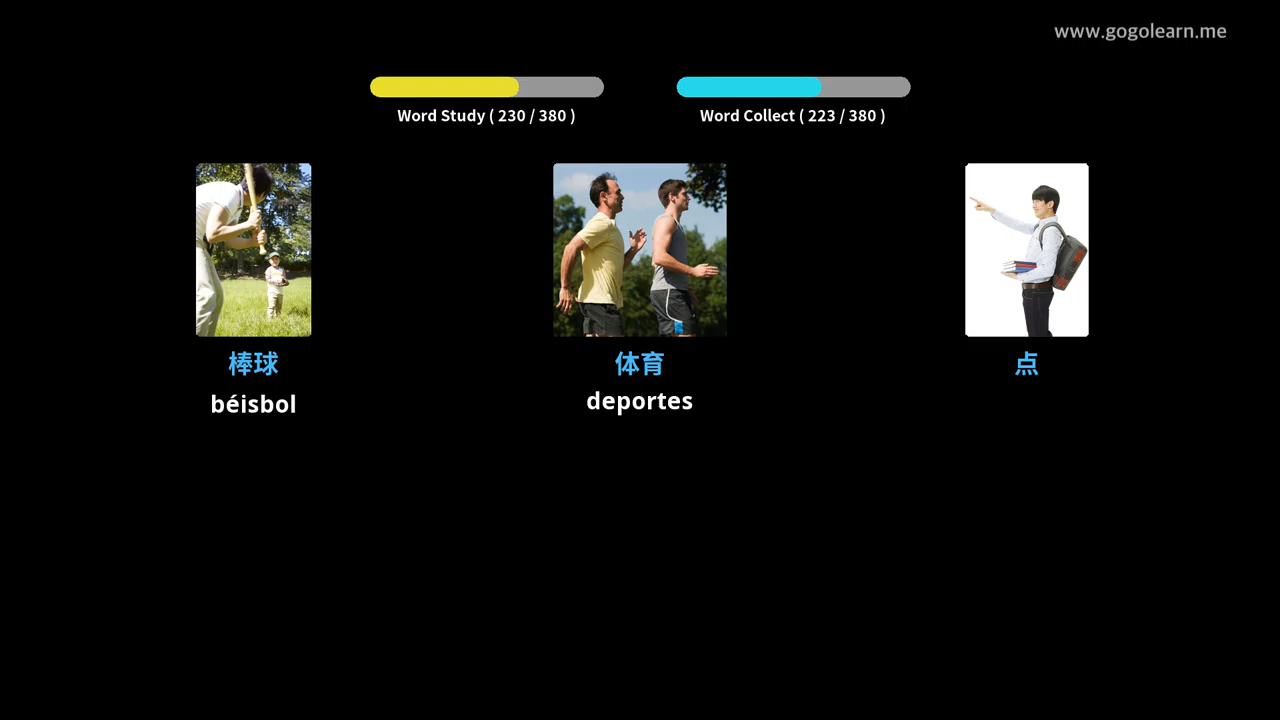 www.gogolearn.me
Word Study ( 230 / 380 )
Word Collect ( 223 / 380 )
棒球
体育
点
béisbol
deportes